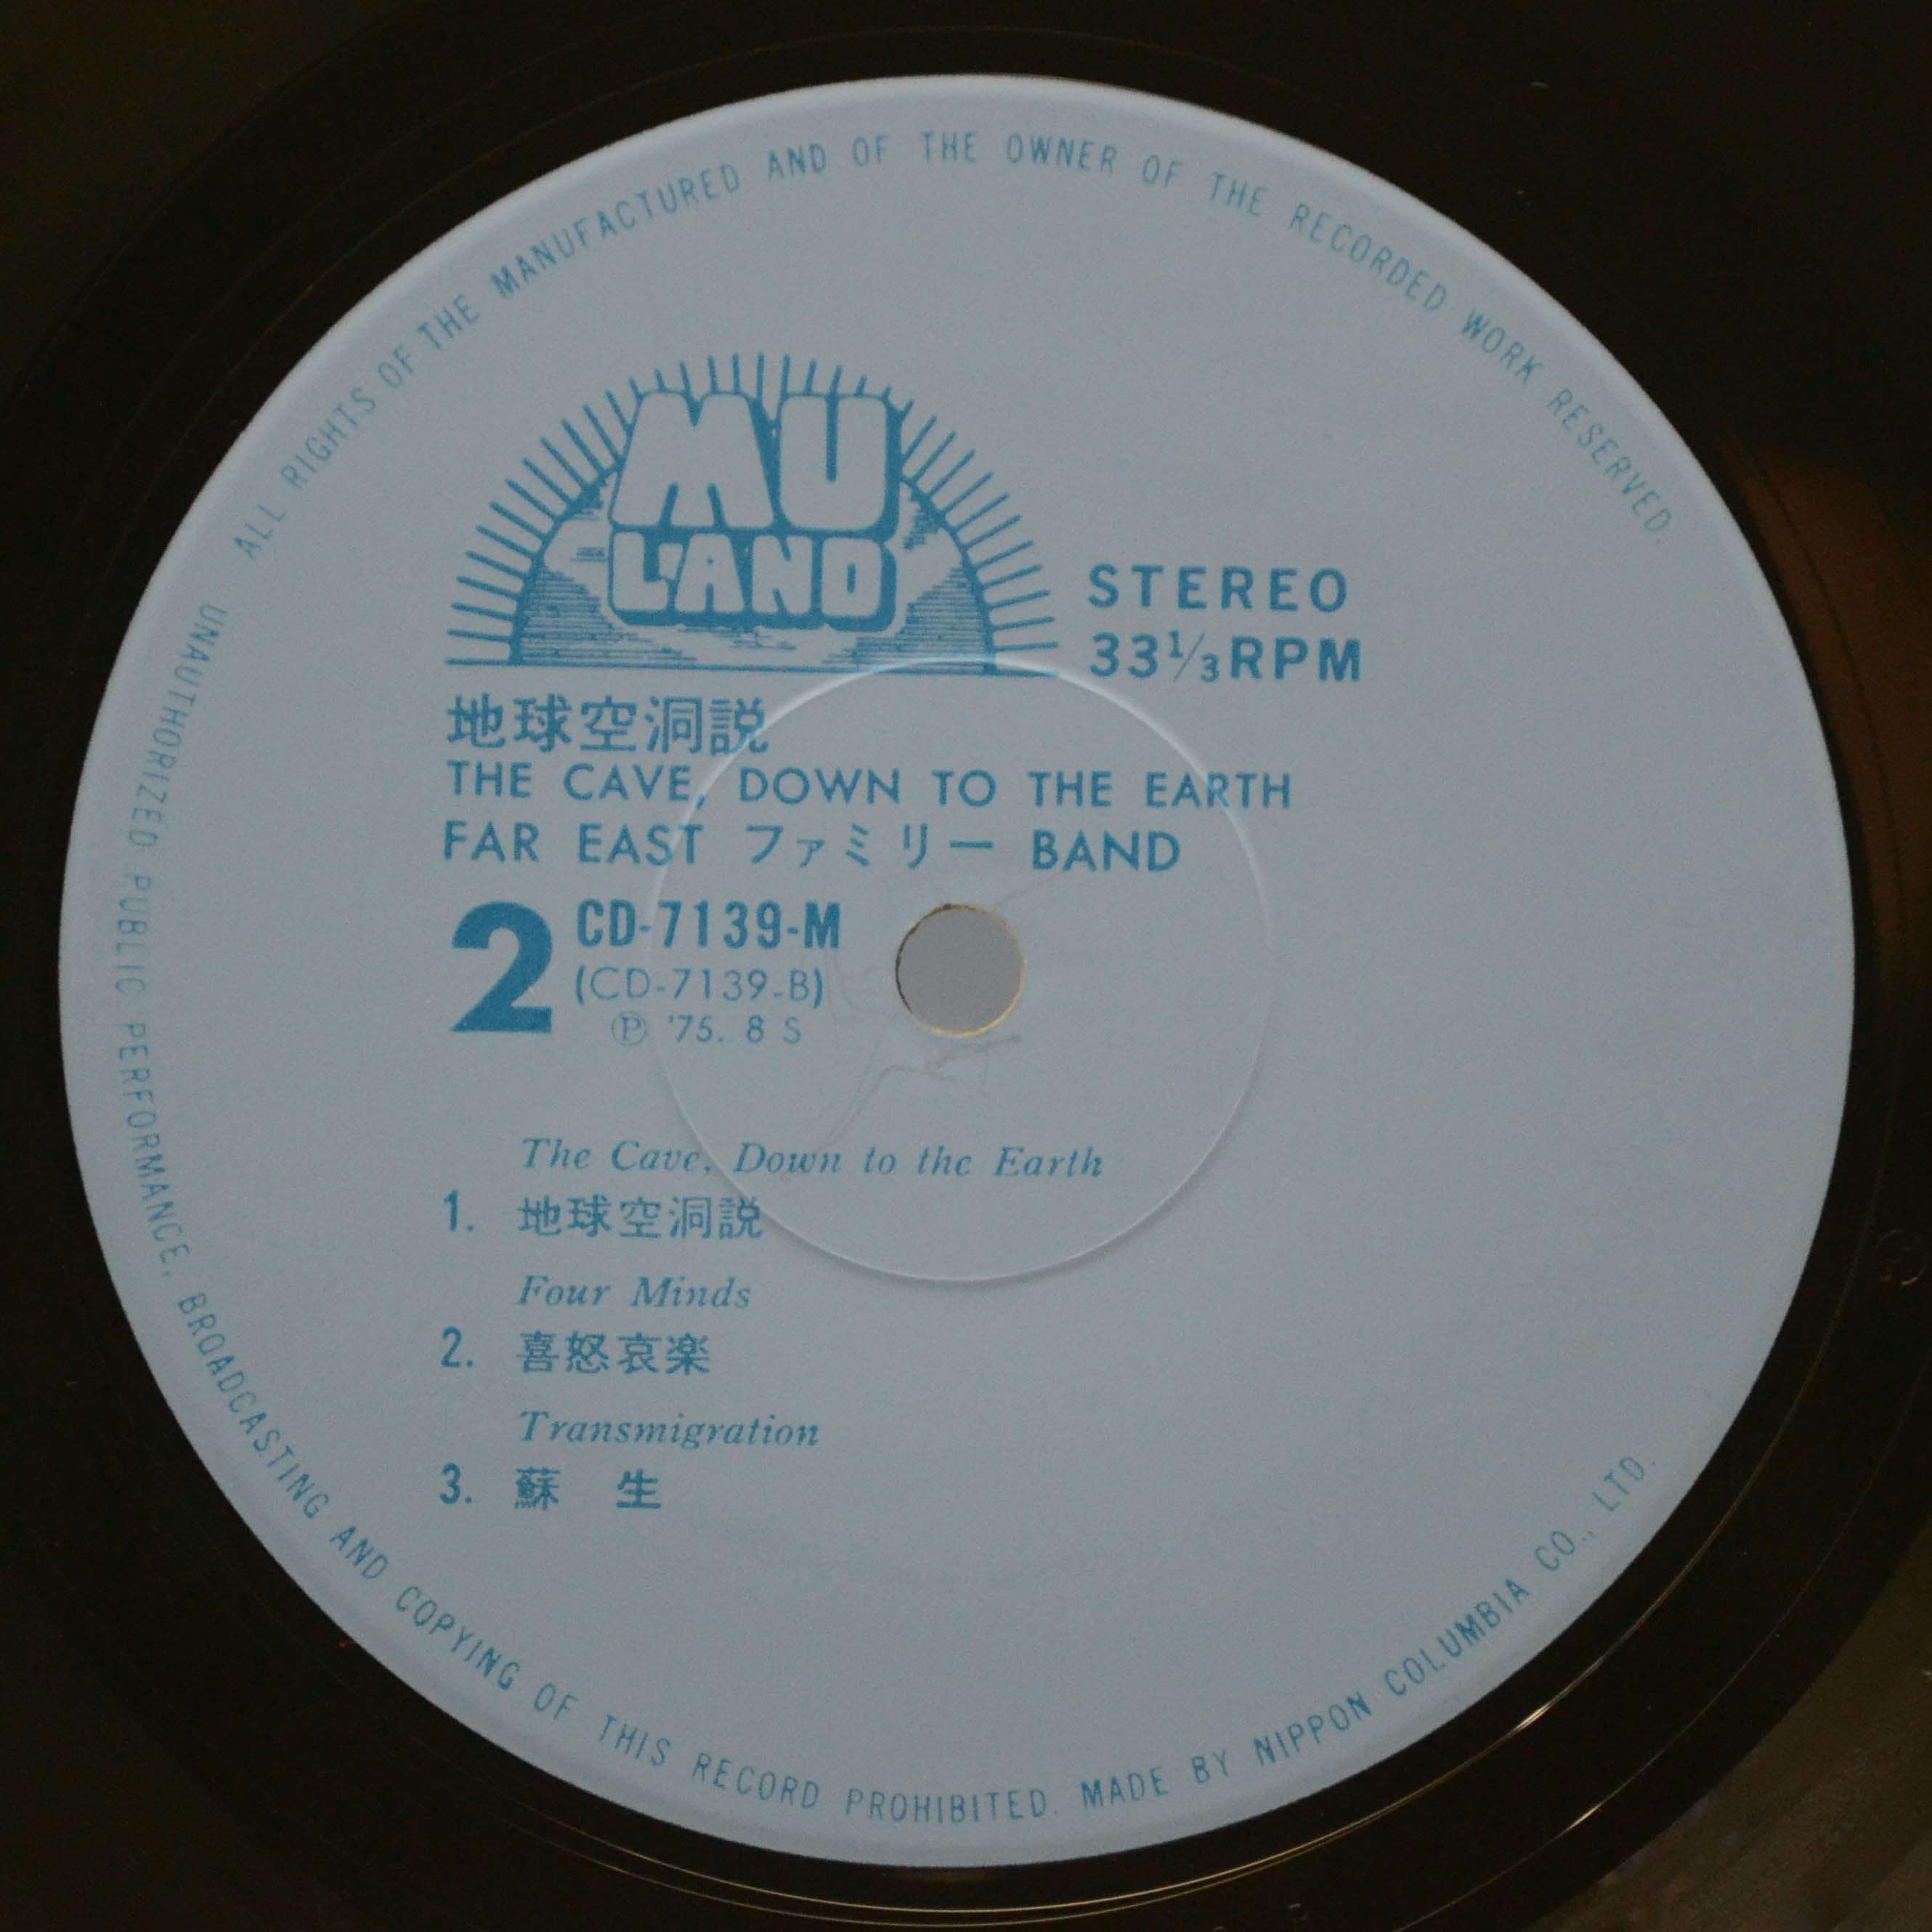 ALL RIGHTS OF THE MANUFACTURED AND OF THE OWNER OF THE RECORDED WORK RESERVED.
MU
LAND
STEREO
33⅓RPM
地球空洞説
THE CAVE, DOWN TO THE EARTH
FAR EAST ファミリー BAND
2
CD-7139-M
(CD-7139-B)
℗ '75. 8 S
The Cave, Down to the Earth
1. 地球空洞説
Four Minds
2. 喜怒哀楽
Transmigration
3. 蘇 生
UNAUTHORIZED PUBLIC PERFORMANCE, BROADCASTING AND COPYING OF THIS RECORD PROHIBITED. MADE BY NIPPON COLUMBIA CO., LTD.